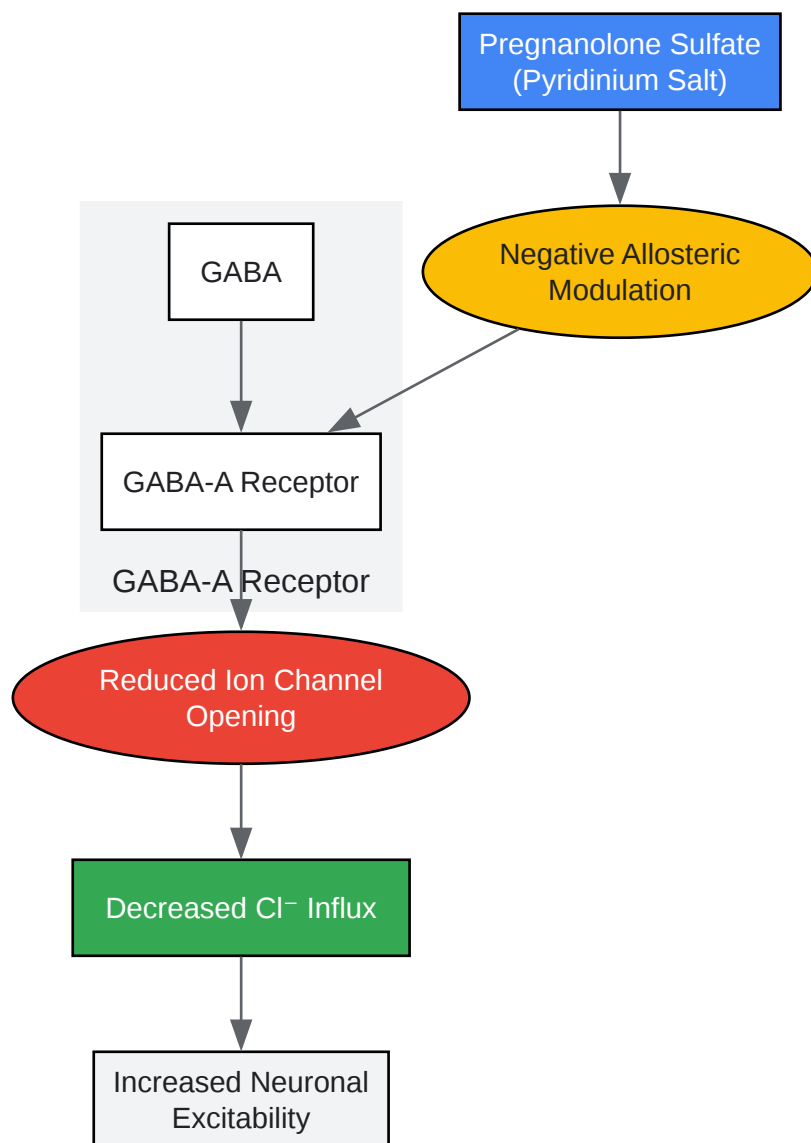 Pregnanolone Sulfate
(Pyridinium Salt)
Negative Allosteric
Modulation
GABA
GABA-A Receptor
GABA-A Receptor
Reduced Ion Channel
Opening
Decreased Cl⁻ Influx
Increased Neuronal
Excitability